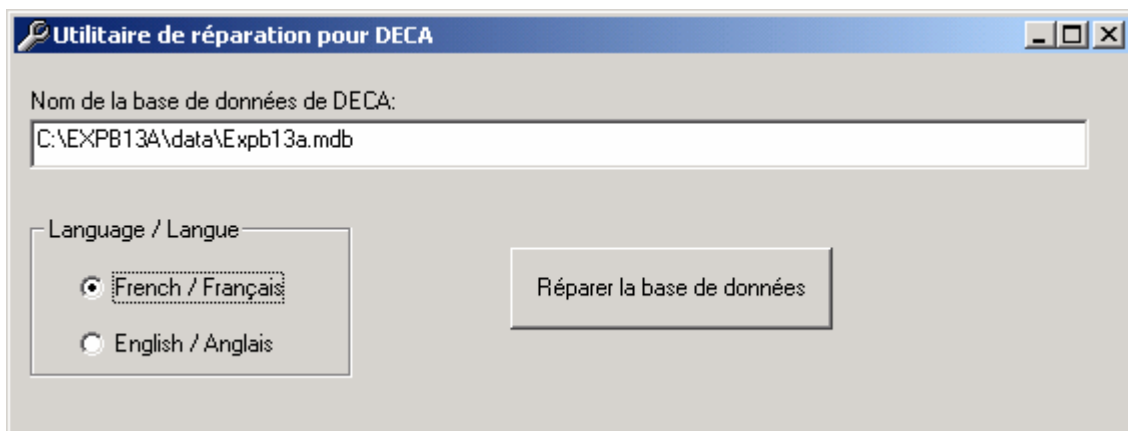 Utilitaire de réparation pour DECA
Nom de la base de données de DECA:
C:\EXPB13A\data\Expb13a.mdb
Language / Langue
French / Français
Réparer la base de données
English / Anglais